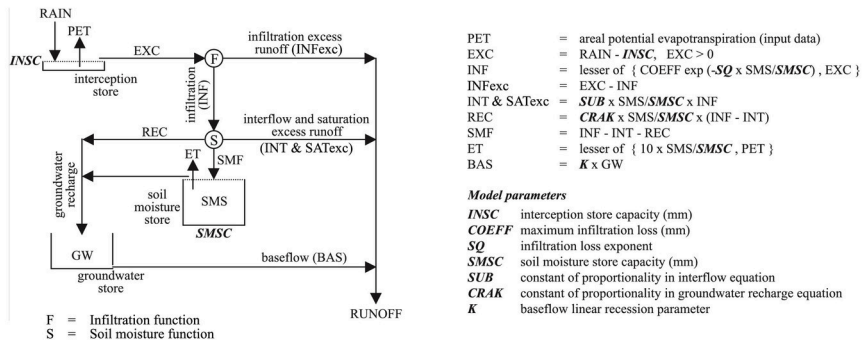 RAIN
PET
INSC
interception
store
EXC
F
infiltration excess
runoff (INFexc)
infiltration
(INF)
interflow and saturation
excess runoff
(INT & SATexc)
REC
S
ET
SMF
groundwater
recharge
soil
moisture
store
SMS
SMSC
GW
groundwater
store
baseflow (BAS)
RUNOFF
F = Infiltration function
S = Soil moisture function
PET = areal potential evapotranspiration (input data)
EXC = RAIN - INSC, EXC > 0
INF = lesser of { COEFF exp (-SQ x SMS/SMSC) , EXC }
INFexc = EXC - INF
INT & SATexc = SUB x SMS/SMSC x INF
REC = CRAK x SMS/SMSC x (INF - INT)
SMF = INF - INT - REC
ET = lesser of { 10 x SMS/SMSC , PET }
BAS = K x GW
Model parameters
INSC interception store capacity (mm)
COEFF maximum infiltration loss (mm)
SQ infiltration loss exponent
SMSC soil moisture store capacity (mm)
SUB constant of proportionality in interflow equation
CRAK constant of proportionality in groundwater recharge equation
K baseflow linear recession parameter